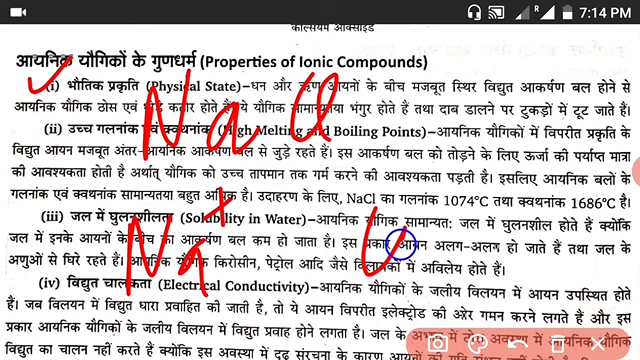 7:14 PM
कैल्सियम ऑक्साइड
आयनिक यौगिकों के गुणधर्म (Properties of Ionic Compounds)
(i) भौतिक प्रकृति (Physical State)–धन और ऋण आयनों के बीच मजबूत स्थिर विद्युत आकर्षण बल होने से
आयनिक यौगिक ठोस एवं कठोर होते हैं। ये यौगिक सामान्यतया भंगुर होते हैं तथा दाब डालने पर टुकड़ों में टूट जाते हैं।
(ii) उच्च गलनांक एवं क्वथनांक (High Melting and Boiling Points)–आयनिक यौगिकों में विपरीत प्रकृति के
विद्युत आयन मजबूत अंतर-आयनिक आकर्षण बल से जुड़े रहते हैं। इस आकर्षण बल को तोड़ने के लिए ऊर्जा की पर्याप्त मात्रा
की आवश्यकता होती है अर्थात् यौगिक को उच्च तापमान तक गर्म करने की आवश्यकता पड़ती है। इसलिए आयनिक बलों के
गलनांक एवं क्वथनांक सामान्यतया बहुत अधिक है। उदाहरण के लिए, NaCl का गलनांक 1074°C तथा क्वथनांक 1686°C है।
(iii) जल में घुलनशीलता (Solubility in Water)–आयनिक यौगिक सामान्यत: जल में घुलनशील होते हैं क्योंकि
जल में इनके आयनों के बीच का आकर्षण बल कम हो जाता है। इस प्रकार आयन अलग-अलग हो जाते हैं तथा जल के
अणुओं से घिरे रहते हैं। आयनिक यौगिक किरोसीन, पेट्रोल आदि जैसे विलायकों में अविलेय होते हैं।
(iv) विद्युत चालकता (Electrical Conductivity)–आयनिक यौगिकों के जलीय विलयन में आयन उपस्थित होते
हैं। जब विलयन में विद्युत धारा प्रवाहित की जाती है, तो ये आयन विपरीत इलेक्ट्रोड की ओर गमन करने लगते हैं और इस
प्रकार आयनिक यौगिकों के जलीय विलयन में विद्युत प्रवाह होने लगता है। जल के में आयनिक यौगिक
विद्युत का चालन नहीं करते हैं क्योंकि इस अवस्था में दृढ़ संरचना के कारण आयनों
Na Cl
Na+